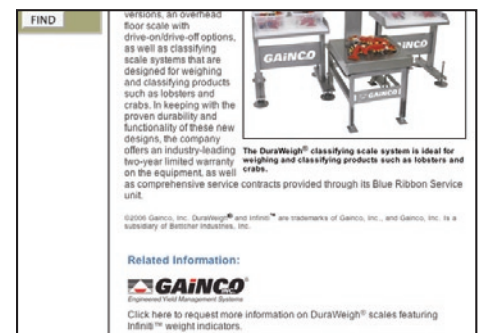 FIND
versions, an overhead
floor scale with
drive-on/drive-off options,
as well as classifying
scale systems that are
designed for weighing
and classifying products
such as lobsters and
crabs. In keeping with the
proven durability and
functionality of these new
designs, the company
offers an industry-leading
two-year limited warranty
on the equipment, as well
as comprehensive service contracts provided through its Blue Ribbon Service
unit.
GAINCO
GAINCO
GAINCO
The DuraWeigh® classifying scale system is ideal for
weighing and classifying products such as lobsters and
crabs.
©2006 Gainco, Inc. DuraWeigh® and Infiniti™ are trademarks of Gainco, Inc., and Gainco, Inc. is a
subsidiary of Bettcher Industries, Inc.
Related Information:
GAINCO®
Engineered Yield Management Systems
Click here to request more information on DuraWeigh® scales featuring
Infiniti™ weight indicators.